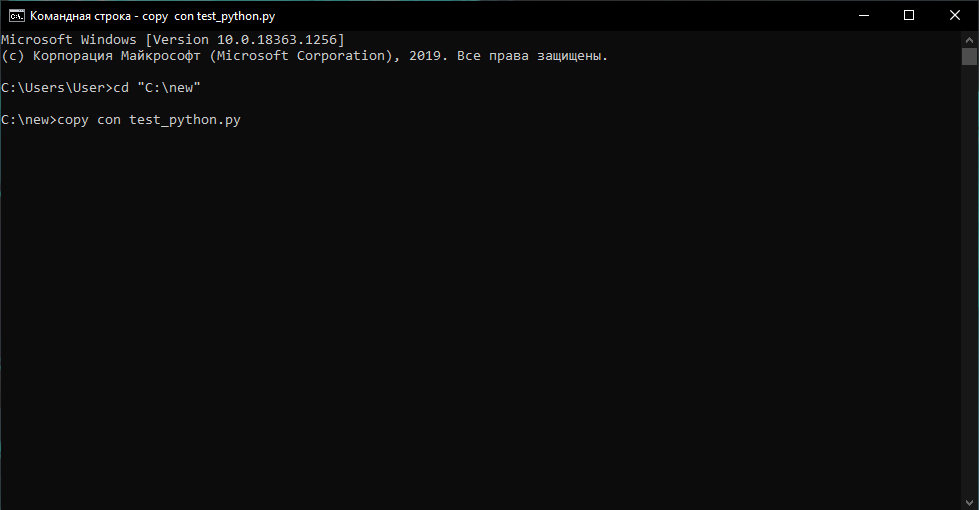 Командная строка - copy  con test_python.py
Microsoft Windows [Version 10.0.18363.1256]
(c) Корпорация Майкрософт (Microsoft Corporation), 2019. Все права защищены.
C:\Users\User>cd "C:\new"
C:\new>copy con test_python.py